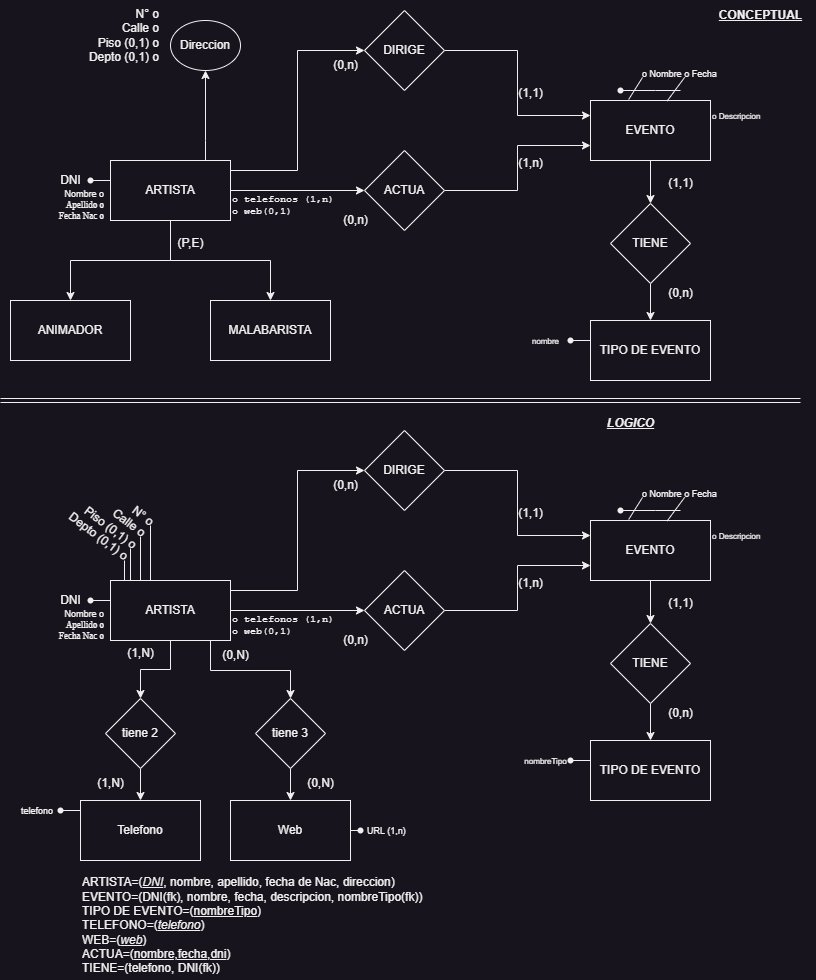 CONCEPTUAL
N° o
Calle o
Piso (0,1) o
Depto (0,1) o
Direccion
DIRIGE
(0,n)
(1,1)
o Nombre o Fecha
EVENTO
o Descripcion
DNI
Nombre o
Apellido o
Fecha Nac o
ARTISTA
o telefonos (1,n)
o web(0,1)
ACTUA
(0,n)
(1,n)
(1,1)
TIENE
(0,n)
(P,E)
ANIMADOR
MALABARISTA
nombre
TIPO DE EVENTO
LOGICO
N° o
Calle o
Piso (0,1) o
Depto (0,1) o
DIRIGE
(0,n)
(1,1)
o Nombre o Fecha
EVENTO
o Descripcion
DNI
Nombre o
Apellido o
Fecha Nac o
ARTISTA
o telefonos (1,n)
o web(0,1)
ACTUA
(0,n)
(1,n)
(1,1)
TIENE
(0,n)
(1,N)
(0,N)
tiene 2
tiene 3
nombreTipo
TIPO DE EVENTO
(1,N)
(0,N)
telefono
Telefono
Web
URL (1,n)
ARTISTA=(DNI, nombre, apellido, fecha de Nac, direccion)
EVENTO=(DNI(fk), nombre, fecha, descripcion, nombreTipo(fk))
TIPO DE EVENTO=(nombreTipo)
TELEFONO=(telefono)
WEB=(web)
ACTUA=(nombre,fecha,dni)
TIENE=(telefono, DNI(fk))